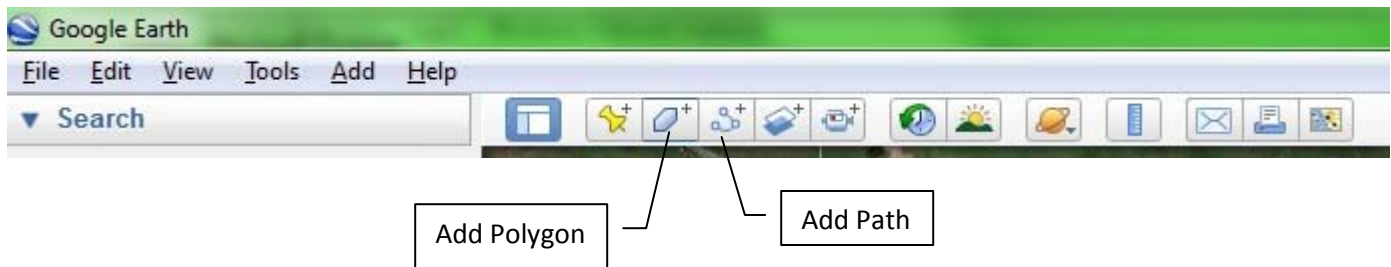 Google Earth
File Edit View Tools Add Help
Search
Add Polygon
Add Path